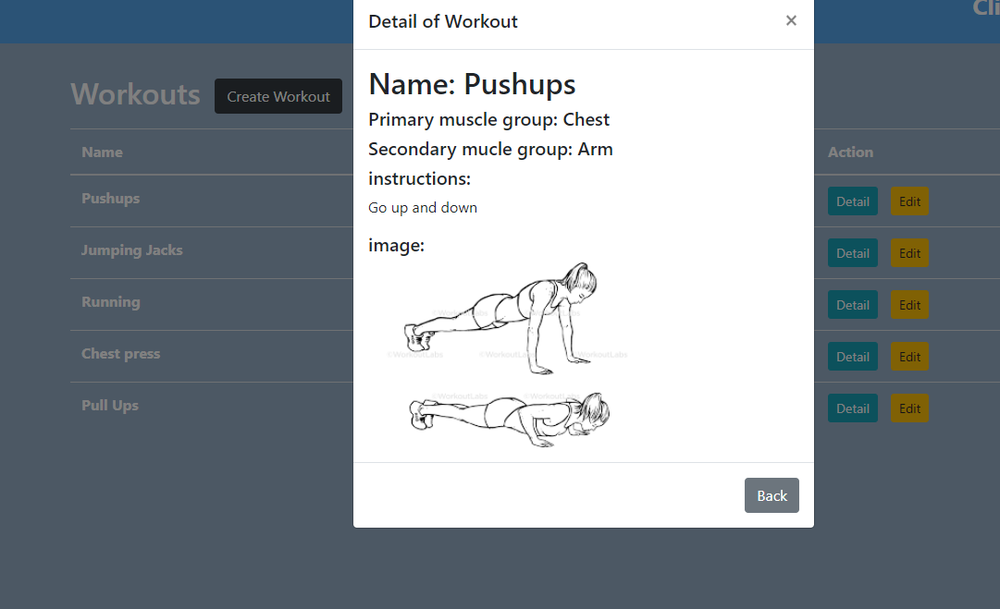 Cli
Detail of Workout ×
Workouts Create Workout
Name: Pushups
Primary muscle group: Chest
Secondary mucle group: Arm
instructions:
Go up and down
image:
©WorkoutLabs ©WorkoutLabs
©WorkoutLabs ©WorkoutLabs ©WorkoutLabs
©WorkoutLabs ©WorkoutLabs
Back
Name Action
Pushups Detail Edit
Jumping Jacks Detail Edit
Running Detail Edit
Chest press Detail Edit
Pull Ups Detail Edit